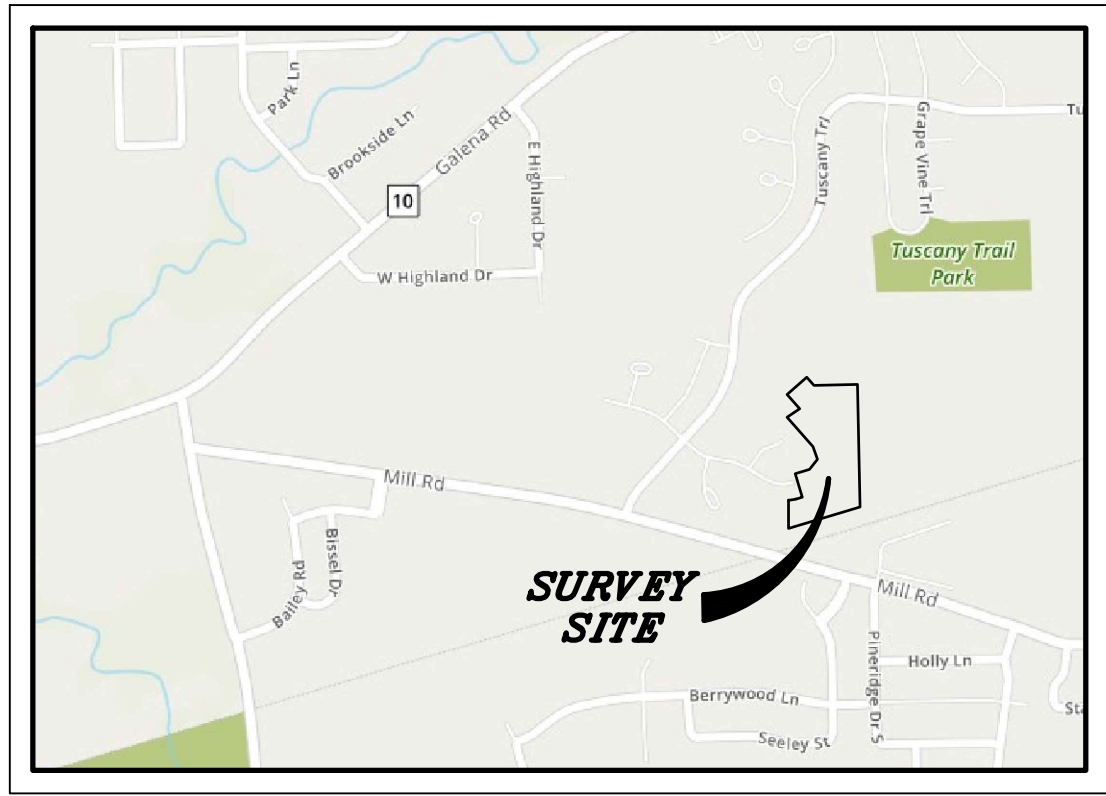 Park Ln
Brookside Ln
Galena Rd
10
E Highland Dr
W Highland Dr
Tuscany Trl
Grape Vine Trl
Tu
Tuscany Trail
Park
Mill Rd
Bissel Dr
Bailey Rd
SURVEY
SITE
Mill Rd
Pineridge Dr S
Holly Ln
Berrywood Ln
Seeley St
Sta